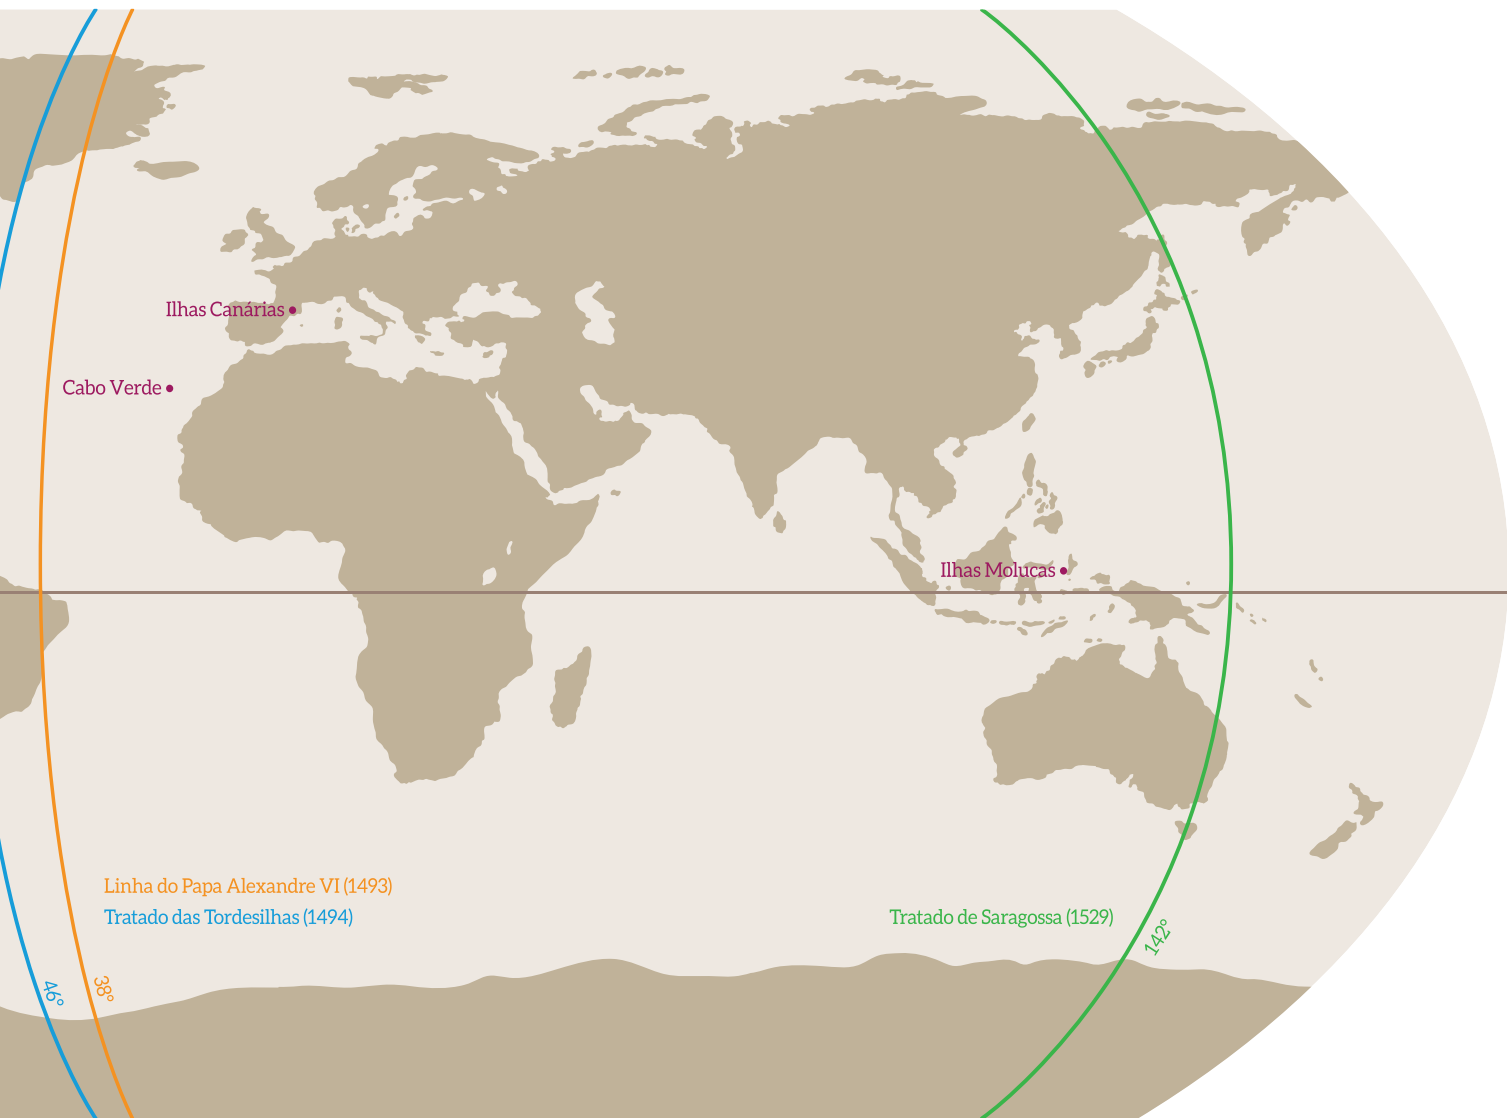 Ilhas Canárias
Cabo Verde
Ilhas Molucas
Linha do Papa Alexandre VI (1493)
Tratado das Tordesilhas (1494)
Tratado de Saragossa (1529)
142°
46°
38°